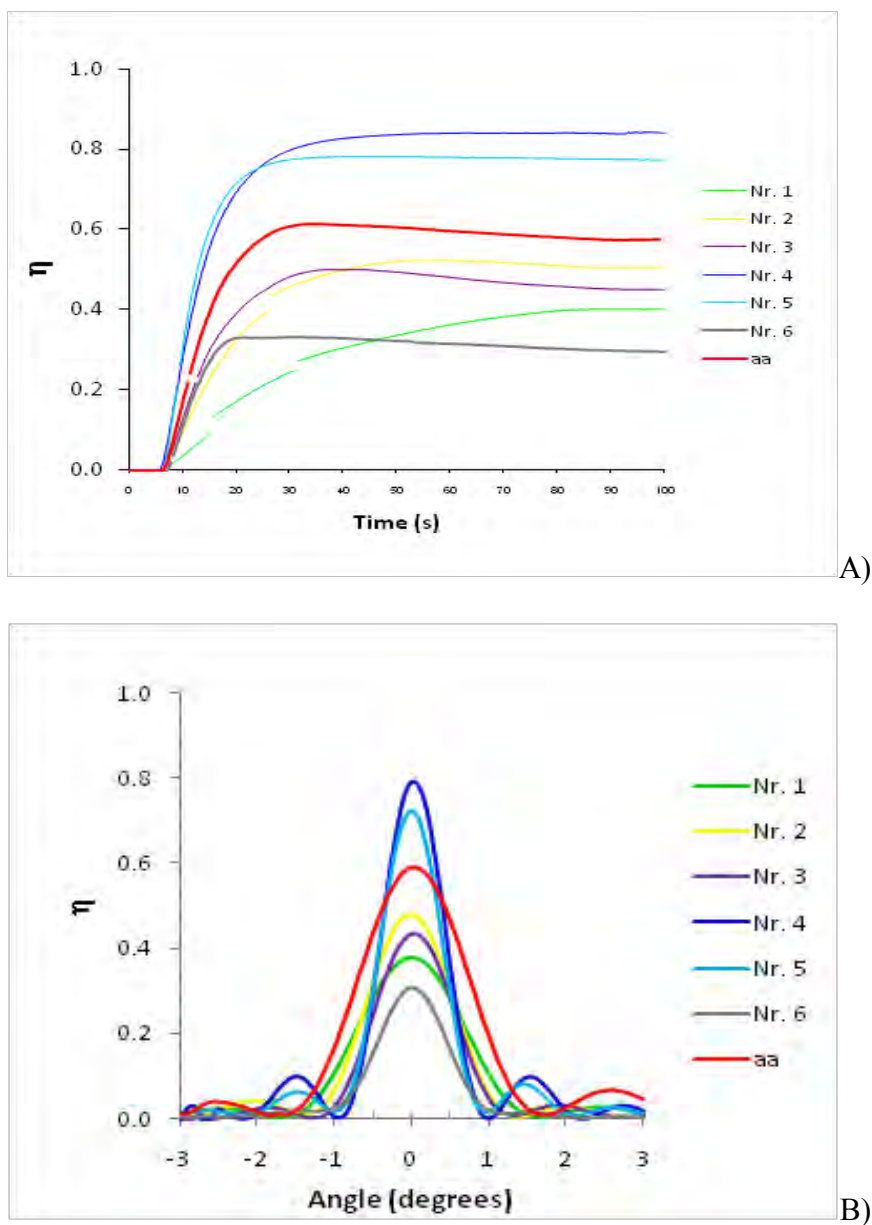 1.0
0.8
0.6
0.4
0.2
0.0
η
0 10 20 30 40 50 60 70 80 90 100
Time (s)
Nr. 1
Nr. 2
Nr. 3
Nr. 4
Nr. 5
Nr. 6
aa
A)
1.0
0.8
0.6
0.4
0.2
0.0
η
-3 -2 -1 0 1 2 3
Angle (degrees)
Nr. 1
Nr. 2
Nr. 3
Nr. 4
Nr. 5
Nr. 6
aa
B)